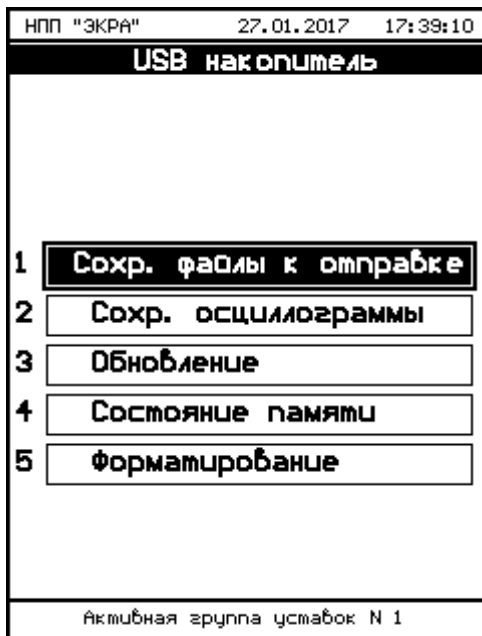 НПП "ЭКРА" 27.01.2017 17:39:10
USB накопитель
1 Сохр. файлы к отправке
2 Сохр. осциллограммы
3 Обновление
4 Состояние памяти
5 Форматирование
Активная группа уставок N 1